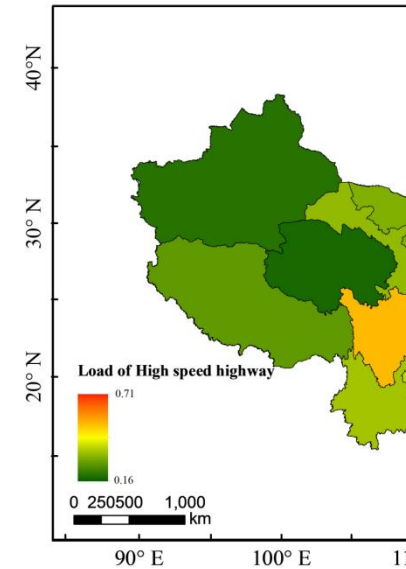 40° N
30° N
20° N
Load of High speed highway
0.71
0.16
0 250500 1,000
km
90° E 100° E 11